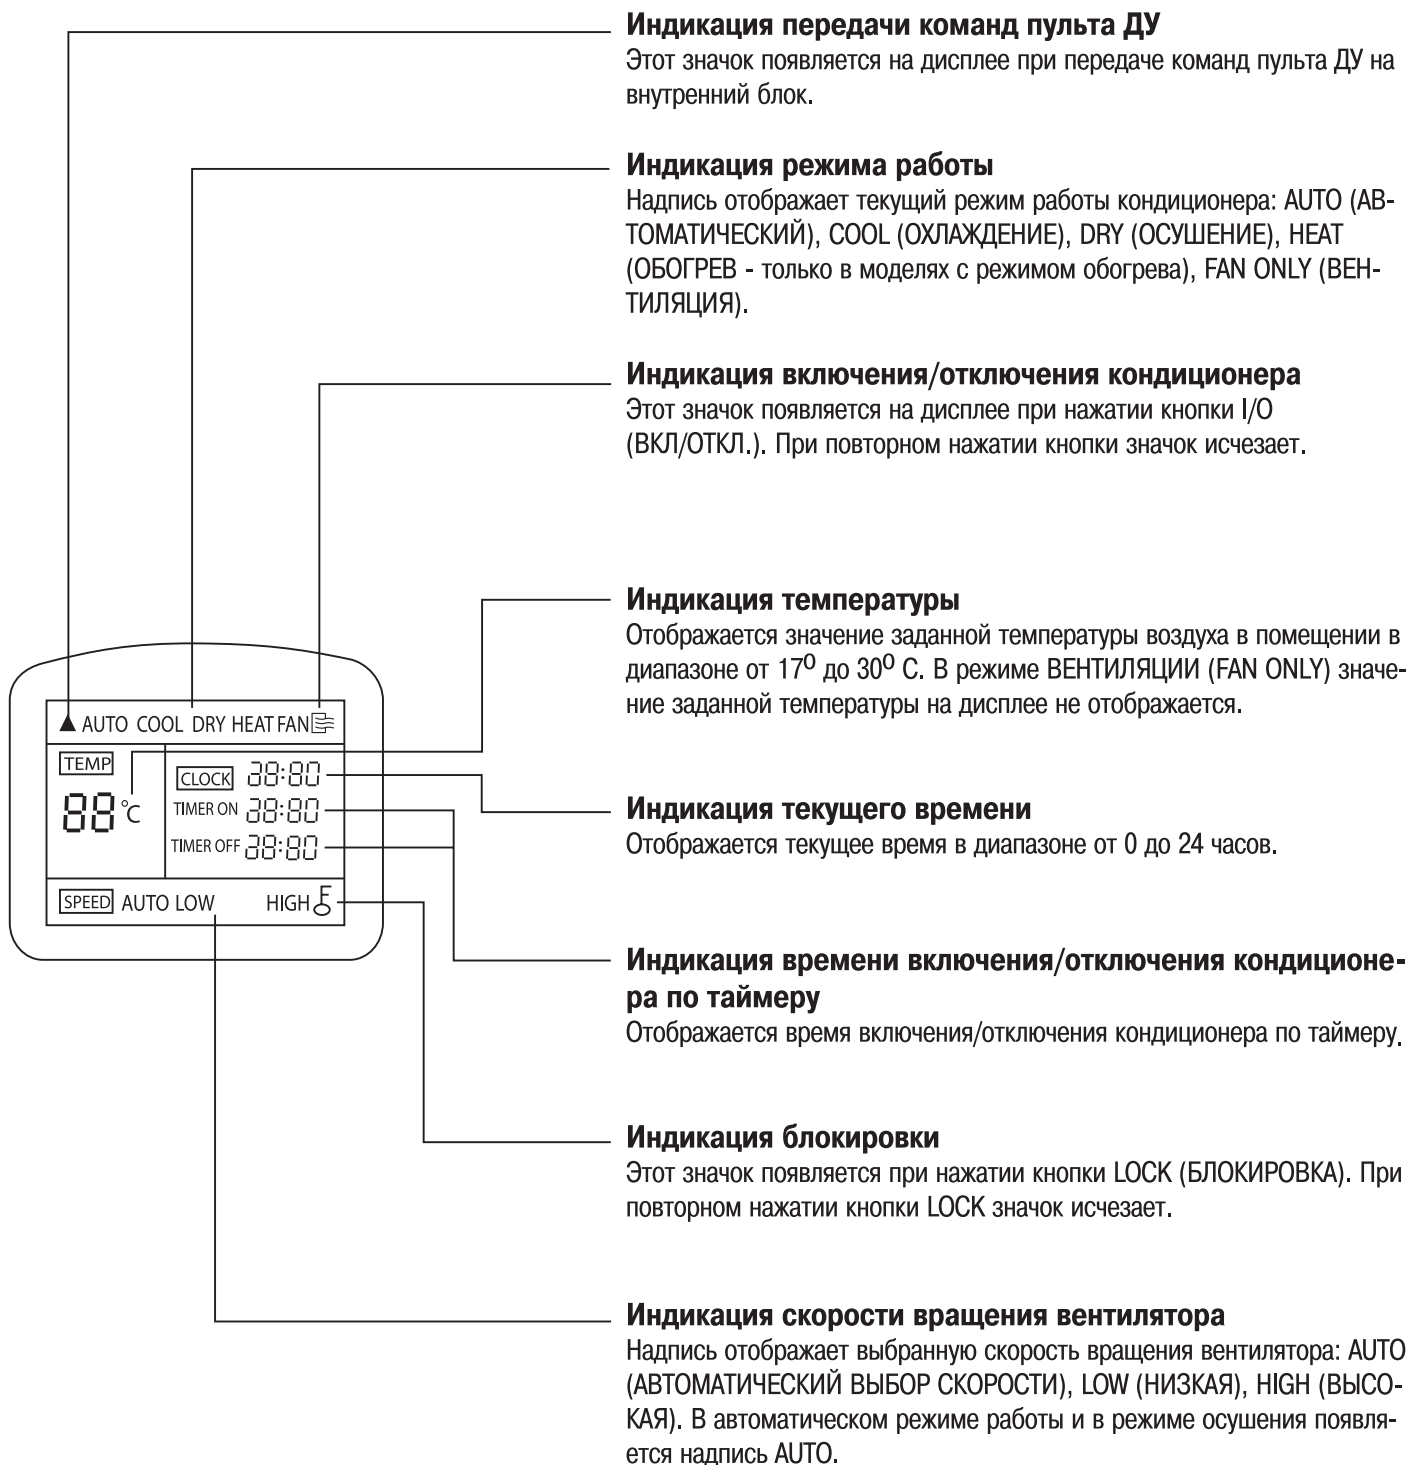 Индикация передачи команд пульта ДУ
Этот значок появляется на дисплее при передаче команд пульта ДУ на
внутренний блок.
Индикация режима работы
Надпись отображает текущий режим работы кондиционера: AUTO (АВ-
ТОМАТИЧЕСКИЙ), COOL (ОХЛАЖДЕНИЕ), DRY (ОСУШЕНИЕ), HEAT
(ОБОГРЕВ - только в моделях с режимом обогрева), FAN ONLY (ВЕН-
ТИЛЯЦИЯ).
Индикация включения/отключения кондиционера
Этот значок появляется на дисплее при нажатии кнопки I/O
(ВКЛ/ОТКЛ.). При повторном нажатии кнопки значок исчезает.
Индикация температуры
Отображается значение заданной температуры воздуха в помещении в
диапазоне от 17⁰ до 30⁰ С. В режиме ВЕНТИЛЯЦИИ (FAN ONLY) значе-
ние заданной температуры на дисплее не отображается.
Индикация текущего времени
Отображается текущее время в диапазоне от 0 до 24 часов.
Индикация времени включения/отключения кондиционе-
ра по таймеру
Отображается время включения/отключения кондиционера по таймеру.
Индикация блокировки
Этот значок появляется при нажатии кнопки LOCK (БЛОКИРОВКА). При
повторном нажатии кнопки LOCK значок исчезает.
Индикация скорости вращения вентилятора
Надпись отображает выбранную скорость вращения вентилятора: AUTO
(АВТОМАТИЧЕСКИЙ ВЫБОР СКОРОСТИ), LOW (НИЗКАЯ), HIGH (ВЫСО-
КАЯ). В автоматическом режиме работы и в режиме осушения появля-
ется надпись AUTO.
AUTO COOL DRY HEAT FAN
TEMP
88°C
CLOCK 38:80
TIMER ON 38:80
TIMER OFF 38:80
SPEED AUTO LOW HIGH